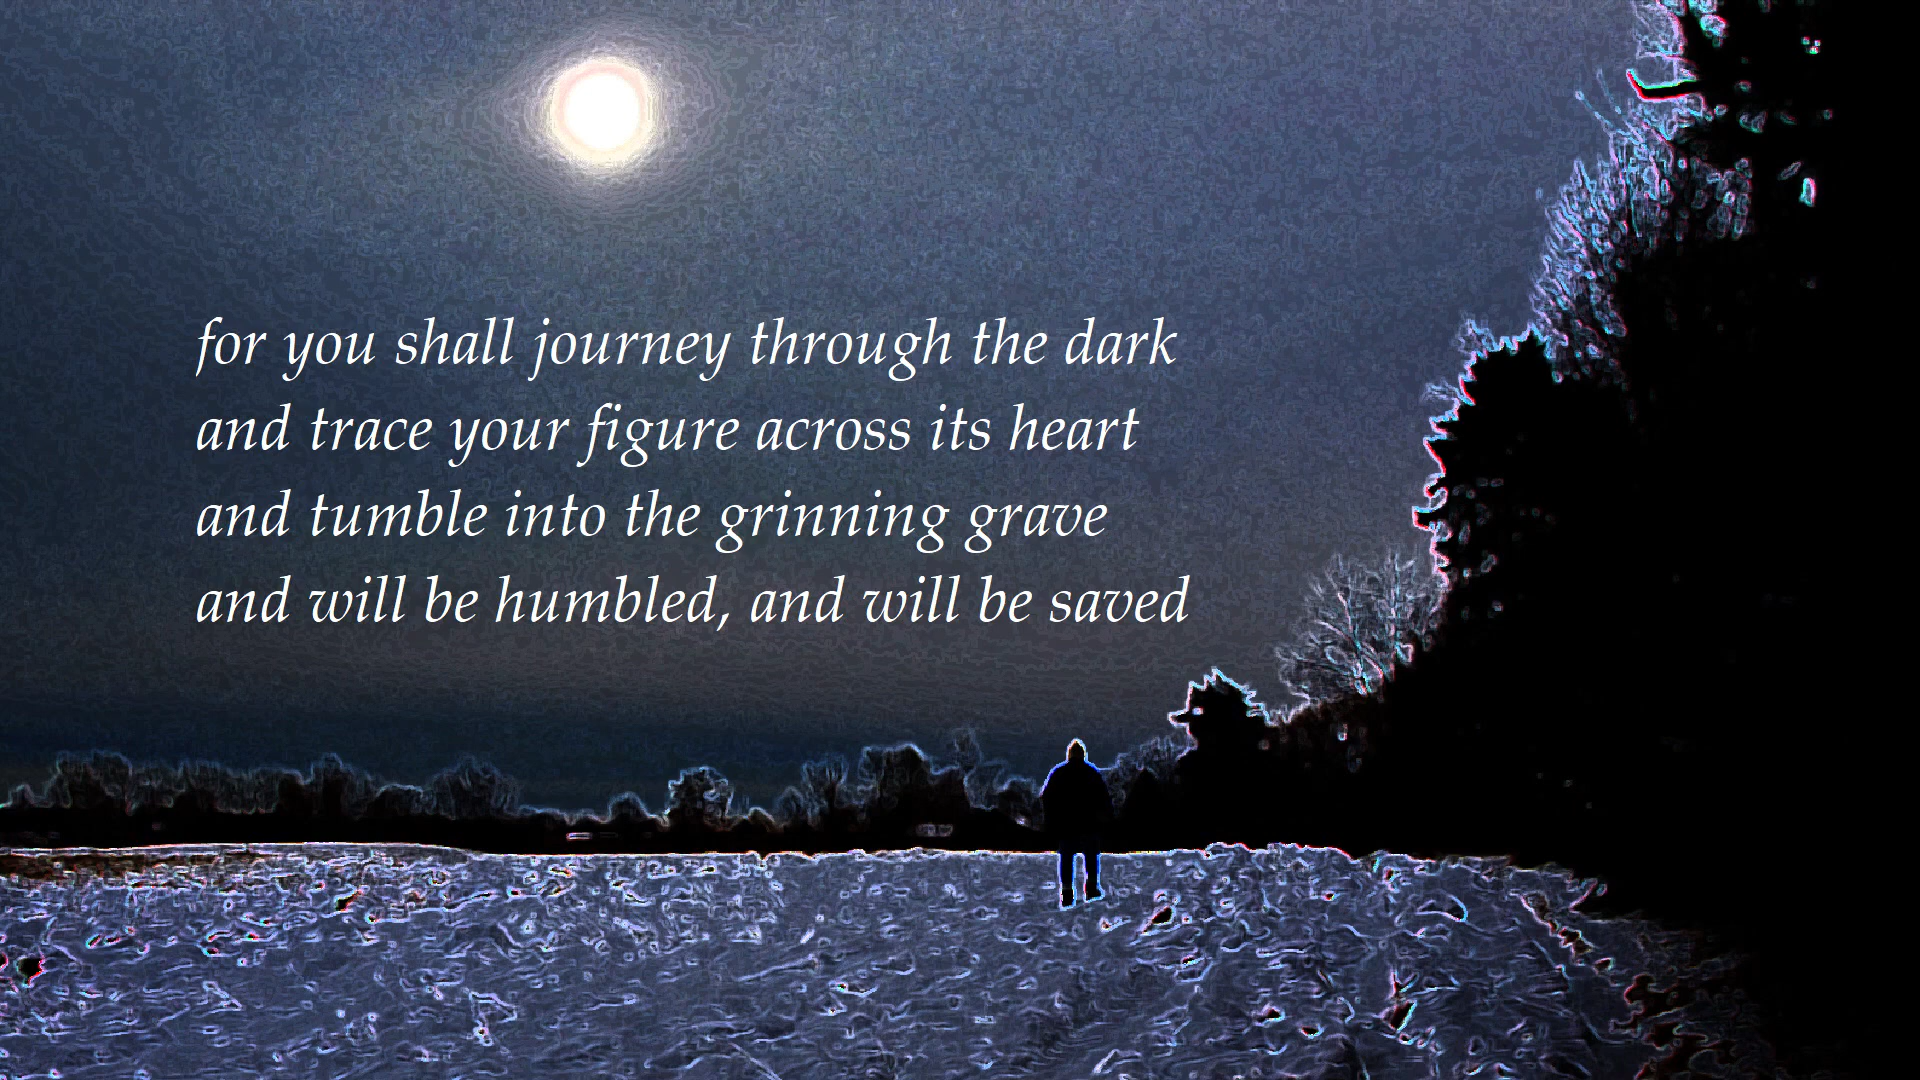 for you shall journey through the dark
and trace your figure across its heart
and tumble into the grinning grave
and will be humbled, and will be saved